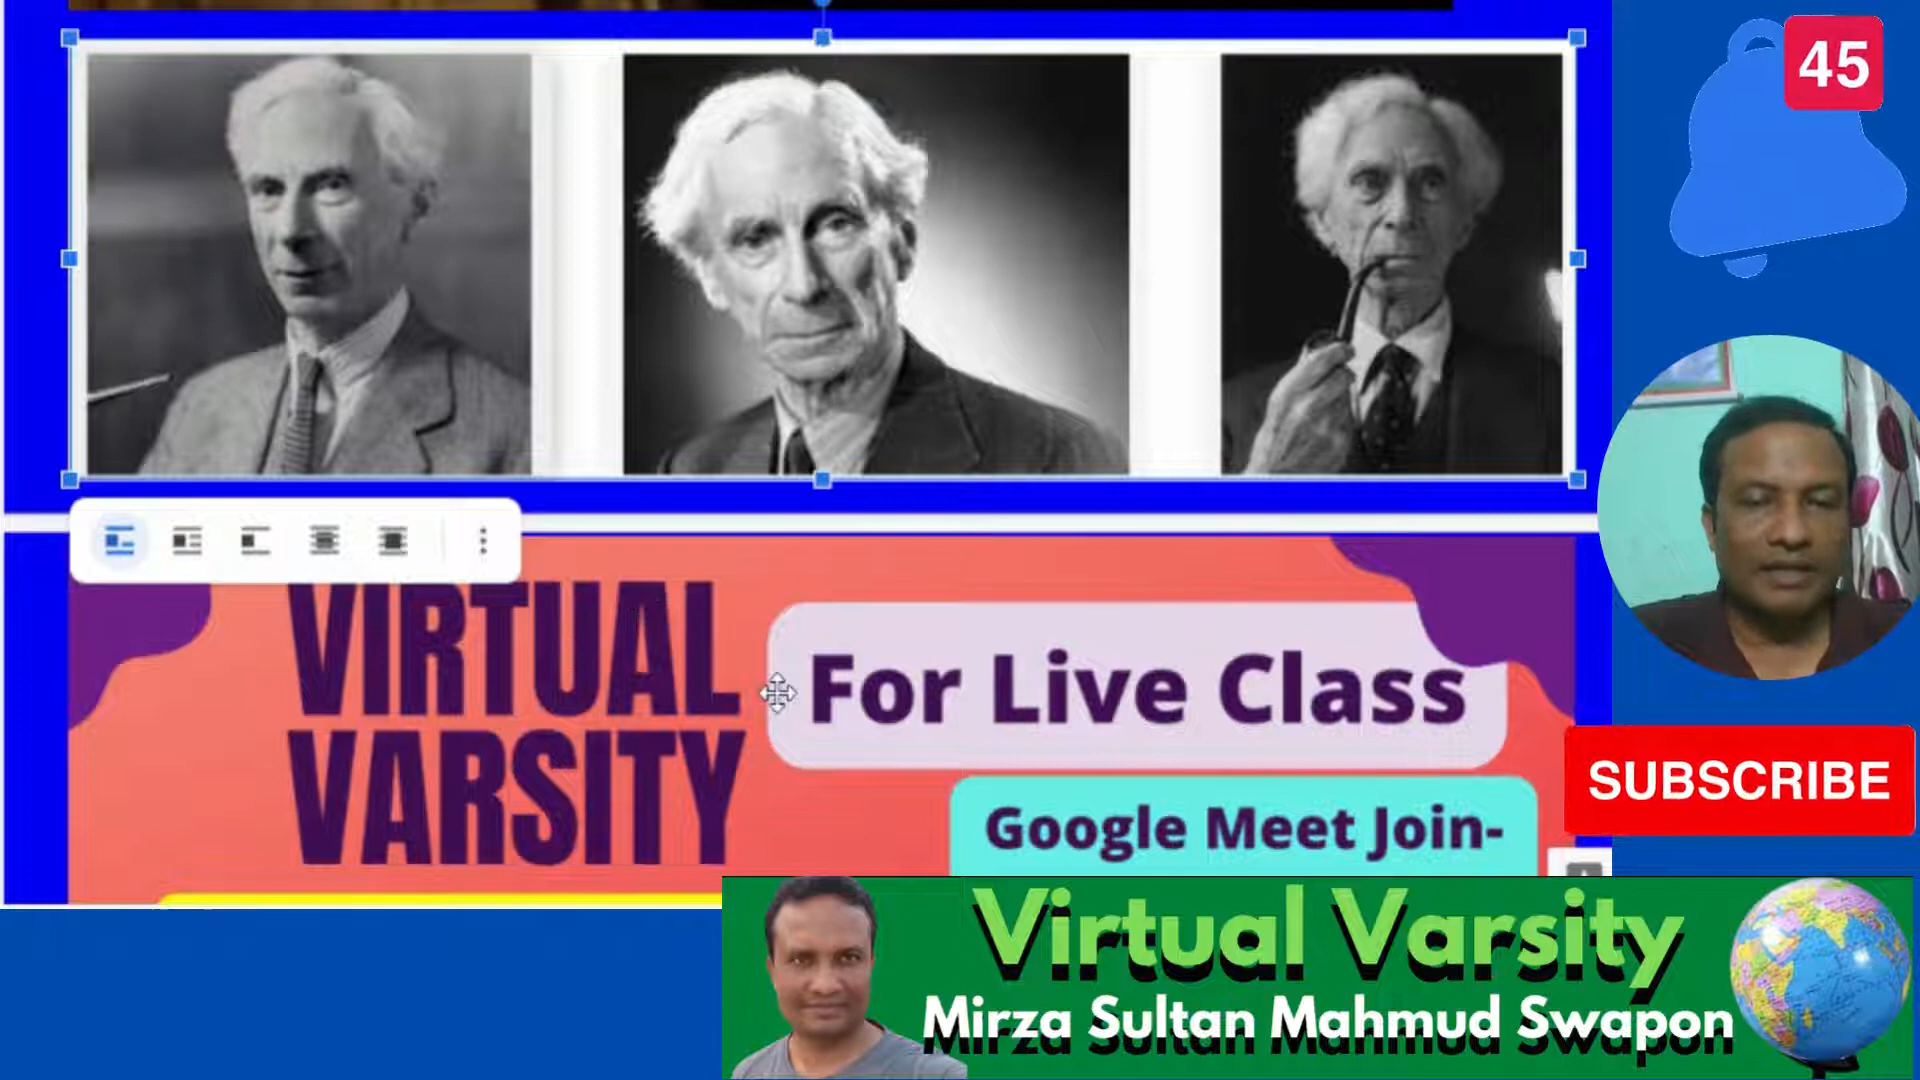 45
VIRTUAL
VARSITY
For Live Class
Google Meet Join-
SUBSCRIBE
Virtual Varsity
Mirza Sultan Mahmud Swapon